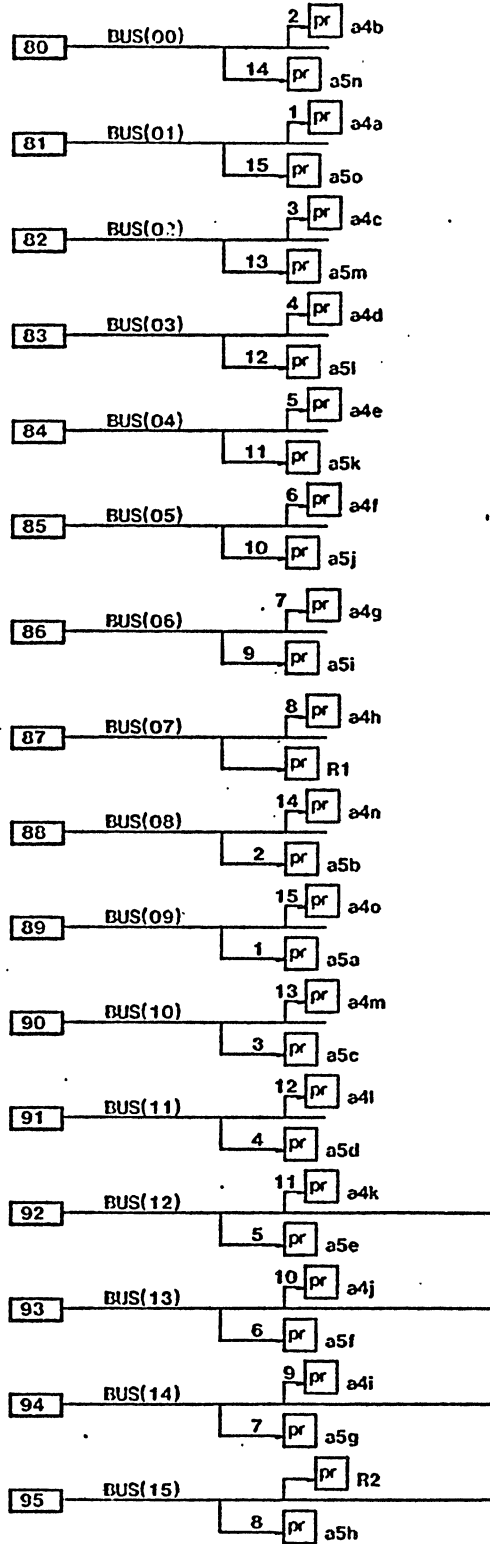 2 pr a4b
80 BUS(00)
14 pr a5n
1 pr a4a
81 BUS(01)
15 pr a5o
3 pr a4c
82 BUS(02)
13 pr a5m
4 pr a4d
83 BUS(03)
12 pr a5l
5 pr a4e
84 BUS(04)
11 pr a5k
6 pr a4f
85 BUS(05)
10 pr a5j
7 pr a4g
86 BUS(06)
9 pr a5i
8 pr a4h
87 BUS(07)
pr R1
14 pr a4n
88 BUS(08)
2 pr a5b
15 pr a4o
89 BUS(09)
1 pr a5a
13 pr a4m
90 BUS(10)
3 pr a5c
12 pr a4l
91 BUS(11)
4 pr a5d
11 pr a4k
92 BUS(12)
5 pr a5e
10 pr a4j
93 BUS(13)
6 pr a5f
9 pr a4i
94 BUS(14)
7 pr a5g
pr R2
95 BUS(15)
8 pr a5h